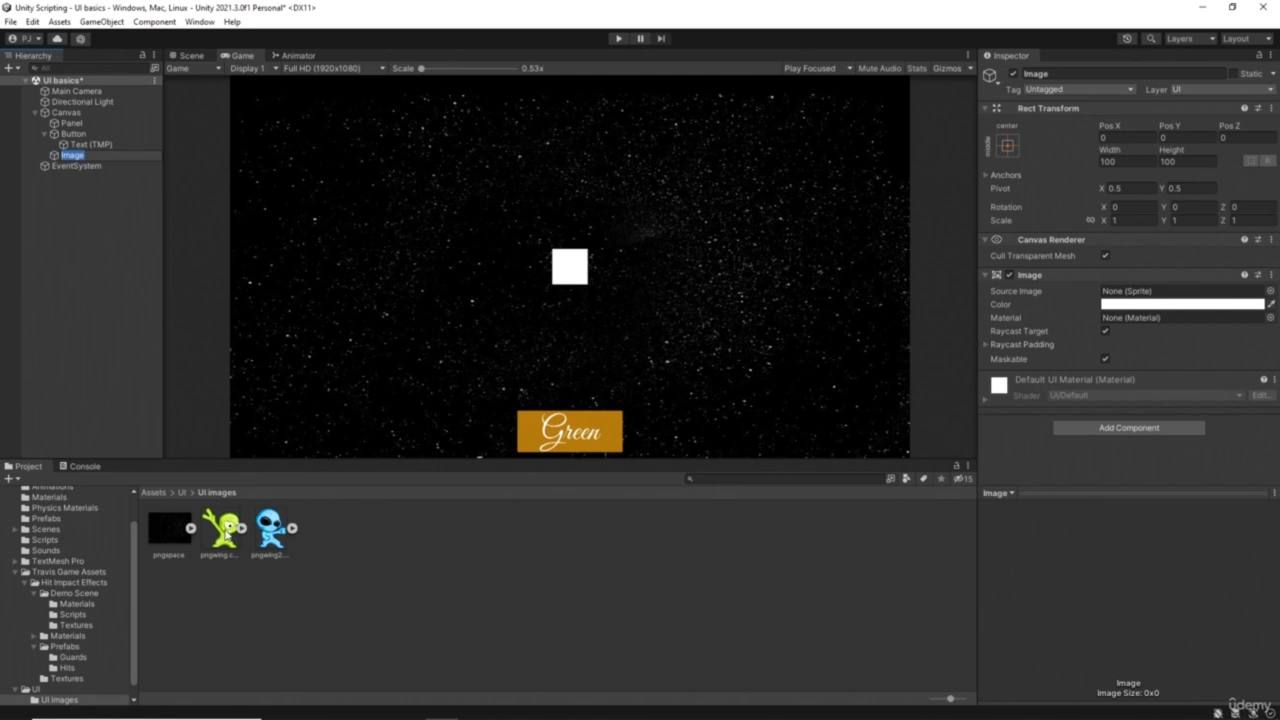 Unity Scripting - UI basics - Windows, Mac, Linux - Unity 2021.3.0f1 Personal* <DX11>
File Edit Assets GameObject Component Window Help
PJ Layers Layout
Hierarchy Scene Game Animator Inspector
All Game Display 1 Full HD (1920x1080) Scale 0.53x Play Focused Mute Audio Stats Gizmos
Image Static
UI basics*
Tag Untagged Layer UI
Main Camera
Directional Light
Canvas
Panel
Button
Text (TMP)
Image
EventSystem
Rect Transform
center
middle
Pos X Pos Y Pos Z
0 0 0
Width Height
100 100
R
Anchors
Pivot X 0.5 Y 0.5
Rotation X 0 Y 0 Z 0
Scale X 1 Y 1 Z 1
Canvas Renderer
Cull Transparent Mesh
Image
Source Image None (Sprite)
Color
Material None (Material)
Raycast Target
Raycast Padding
Maskable
Default UI Material (Material)
Shader UI/Default Edit...
Add Component
Green
Project Console
15
Animations
Materials
Physics Materials
Prefabs
Scenes
Scripts
Sounds
TextMesh Pro
Travis Game Assets
Hit Impact Effects
Demo Scene
Materials
Scripts
Textures
Materials
Prefabs
Guards
Hits
Textures
UI
UI images
Assets > UI > UI images
pngspace pngwing.c... pngwing2....
Image
Image
Image Size: 0x0
udemy